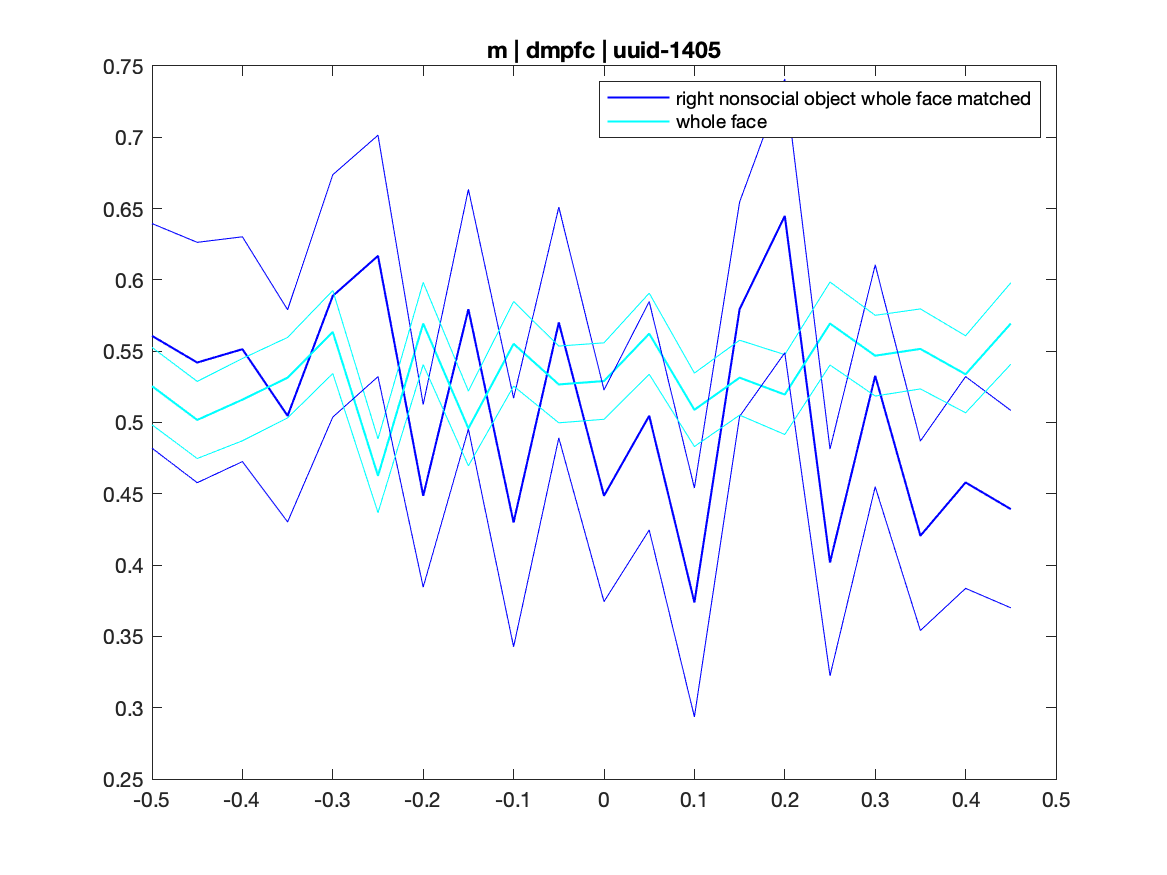 m | dmpfc | uuid-1405
0.75
right nonsocial object whole face matched
whole face
0.7
0.65
0.6
0.55
0.5
0.45
0.4
0.35
0.3
0.25
-0.5 -0.4 -0.3 -0.2 -0.1 0 0.1 0.2 0.3 0.4 0.5